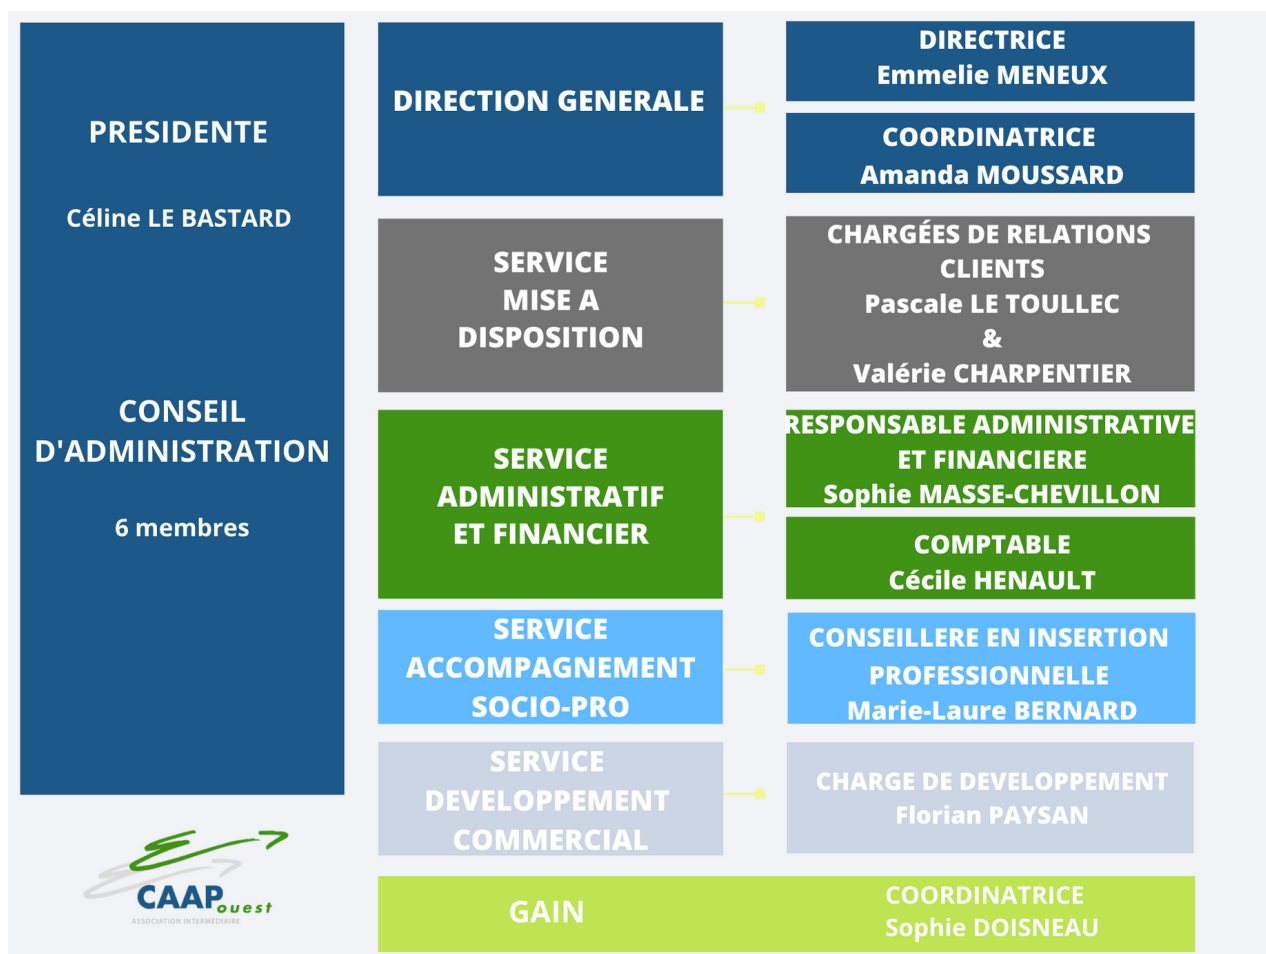 PRESIDENTE
Céline LE BASTARD
CONSEIL
D'ADMINISTRATION
6 membres
DIRECTION GENERALE
DIRECTRICE
Emmelie MENEUX
COORDINATRICE
Amanda MOUSSARD
SERVICE
MISE A
DISPOSITION
CHARGÉES DE RELATIONS
CLIENTS
Pascale LE TOULLEC
&
Valérie CHARPENTIER
SERVICE
ADMINISTRATIF
ET FINANCIER
RESPONSABLE ADMINISTRATIVE
ET FINANCIERE
Sophie MASSE-CHEVILLON
COMPTABLE
Cécile HENAULT
SERVICE
ACCOMPAGNEMENT
SOCIO-PRO
CONSEILLERE EN INSERTION
PROFESSIONNELLE
Marie-Laure BERNARD
SERVICE
DEVELOPPEMENT
COMMERCIAL
CHARGE DE DEVELOPPEMENT
Florian PAYSAN
GAIN
COORDINATRICE
Sophie DOISNEAU
CAAP ouest
ASSOCIATION INTERMÉDIAIRE